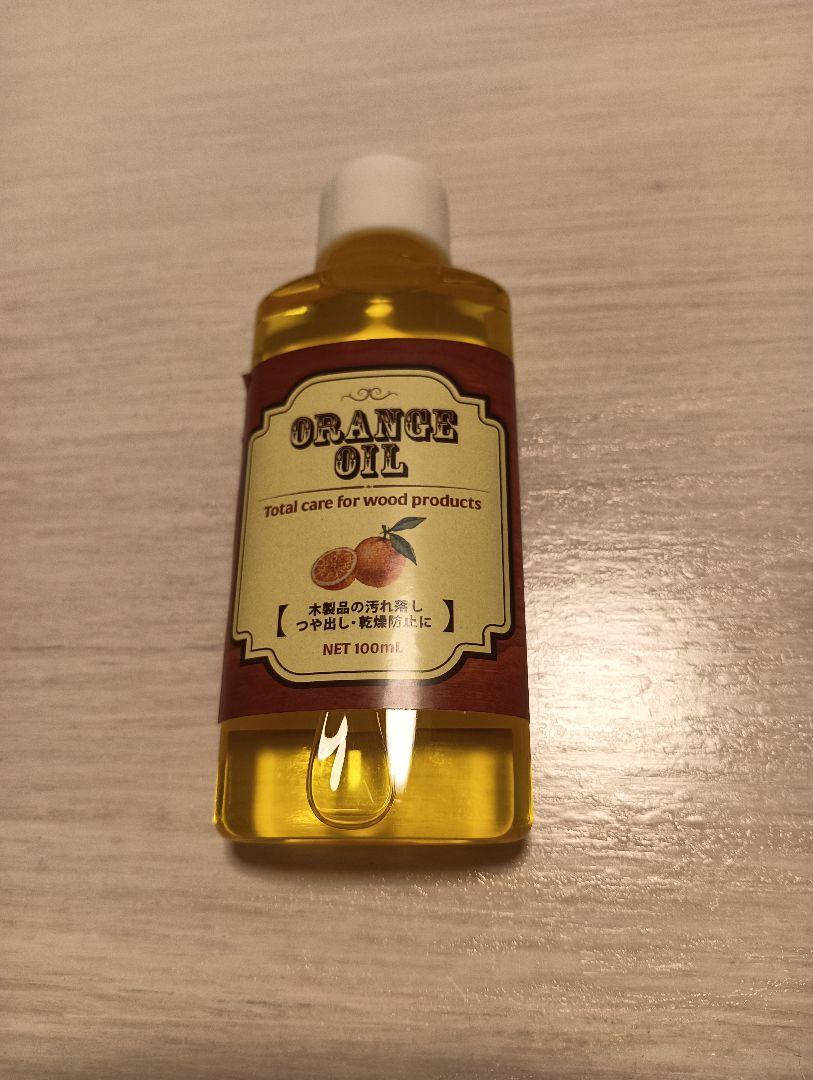 ORANGE
OIL
Total care for wood products
【木製品の汚れ落し
つや出し・乾燥防止に】
NET 100mL